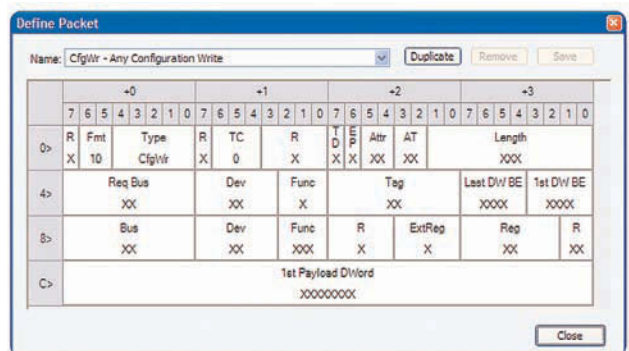 Define Packet
Name: CfgWr - Any Configuration Write Duplicate Remove Save
+0 +1 +2 +3
7 6 5 4 3 2 1 0 7 6 5 4 3 2 1 0 7 6 5 4 3 2 1 0 7 6 5 4 3 2 1 0
0> R Fmt Type R TC R TD EP Attr AT Length
X 10 CfgWr X 0 X X X XX XX XXX
4> Req Bus Dev Func Tag Last DW BE 1st DW BE
XX XX X XX XXXX XXXX
8> Bus Dev Func R ExtReg Reg R
XX XX XXX X X XX XX
C> 1st Payload DWord
XXXXXXXX
Close